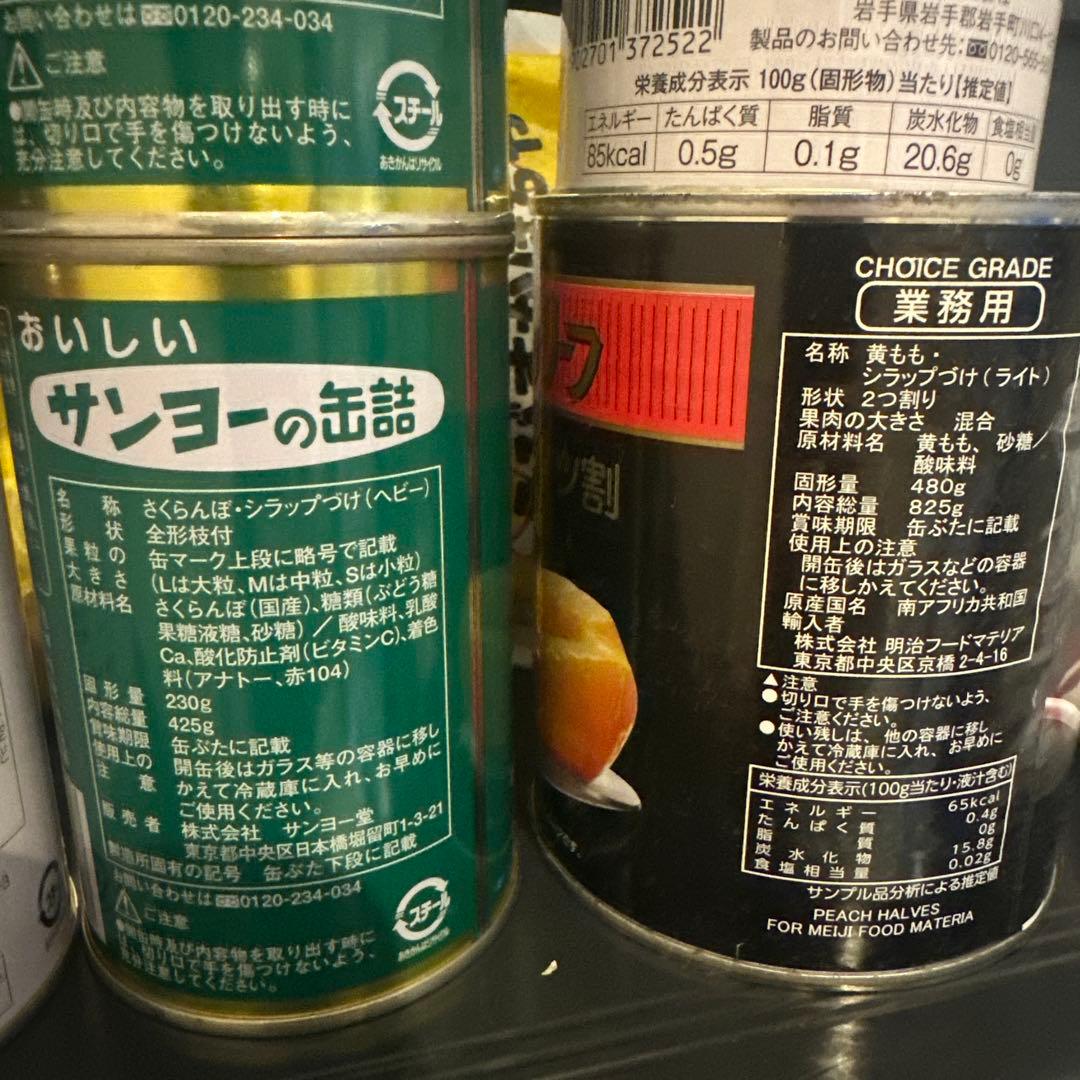 お問い合わせは 0120-234-034
ご注意
●開缶時及び内容物を取り出す時に
は、切り口で手を傷つけないよう、
充分注意してください。
スチール
あきかんはリサイクル
おいしい
サンヨーの缶詰
名称 さくらんぼ・シラップづけ(ヘビー)
形状 全形枝付
果粒の 缶マーク上段に略号で記載
大きさ (Lは大粒、Mは中粒、Sは小粒)
原材料名 さくらんぼ(国産)、糖類(ぶどう糖
果糖液糖、砂糖)/酸味料、乳酸
Ca、酸化防止剤(ビタミンC)、着色
料(アナトー、赤104)
固形量 230g
内容総量 425g
賞味期限 缶ぶたに記載
使用上の 開缶後はガラス等の容器に移し
注意 かえて冷蔵庫に入れ、お早めに
ご使用ください。
販売者 株式会社 サンヨー堂
東京都中央区日本橋堀留町1-3-21
製造所固有の記号 缶ぶた下段に記載
お問い合わせは 0120-234-034
ご注意
●開缶時及び内容物を取り出す時に
は、切り口で手を傷つけないよう、
充分注意してください。
スチール
あきかんはリサイクル
岩手県岩手郡岩手町川口
902701 372522
製品のお問い合わせ先: 0120-565-
栄養成分表示 100g(固形物)当たり【推定値】
エネルギー たんぱく質 脂質 炭水化物 食塩相当量
85kcal 0.5g 0.1g 20.6g 0g
ツ割
CHOICE GRADE
業務用
名称 黄もも・
シラップづけ(ライト)
形状 2つ割り
果肉の大きさ 混合
原材料名 黄もも、砂糖/
酸味料
固形量 480g
内容総量 825g
賞味期限 缶ぶたに記載
使用上の注意
開缶後はガラスなどの容器
に移しかえてください。
原産国名 南アフリカ共和国
輸入者
株式会社 明治フードマテリア
東京都中央区京橋2-4-16
▲注意
●切り口で手を傷つけないよう、
ご注意ください。
●使い残しは、他の容器に移し
かえて冷蔵庫に入れ、お早めに
ご使用ください。
栄養成分表示(100g当たり・液汁含む)
エネルギー 65kcal
たんぱく質 0.4g
脂質 0g
炭水化物 15.8g
食塩相当量 0.02g
サンプル品分析による推定値
PEACH HALVES
FOR MEIJI FOOD MATERIA